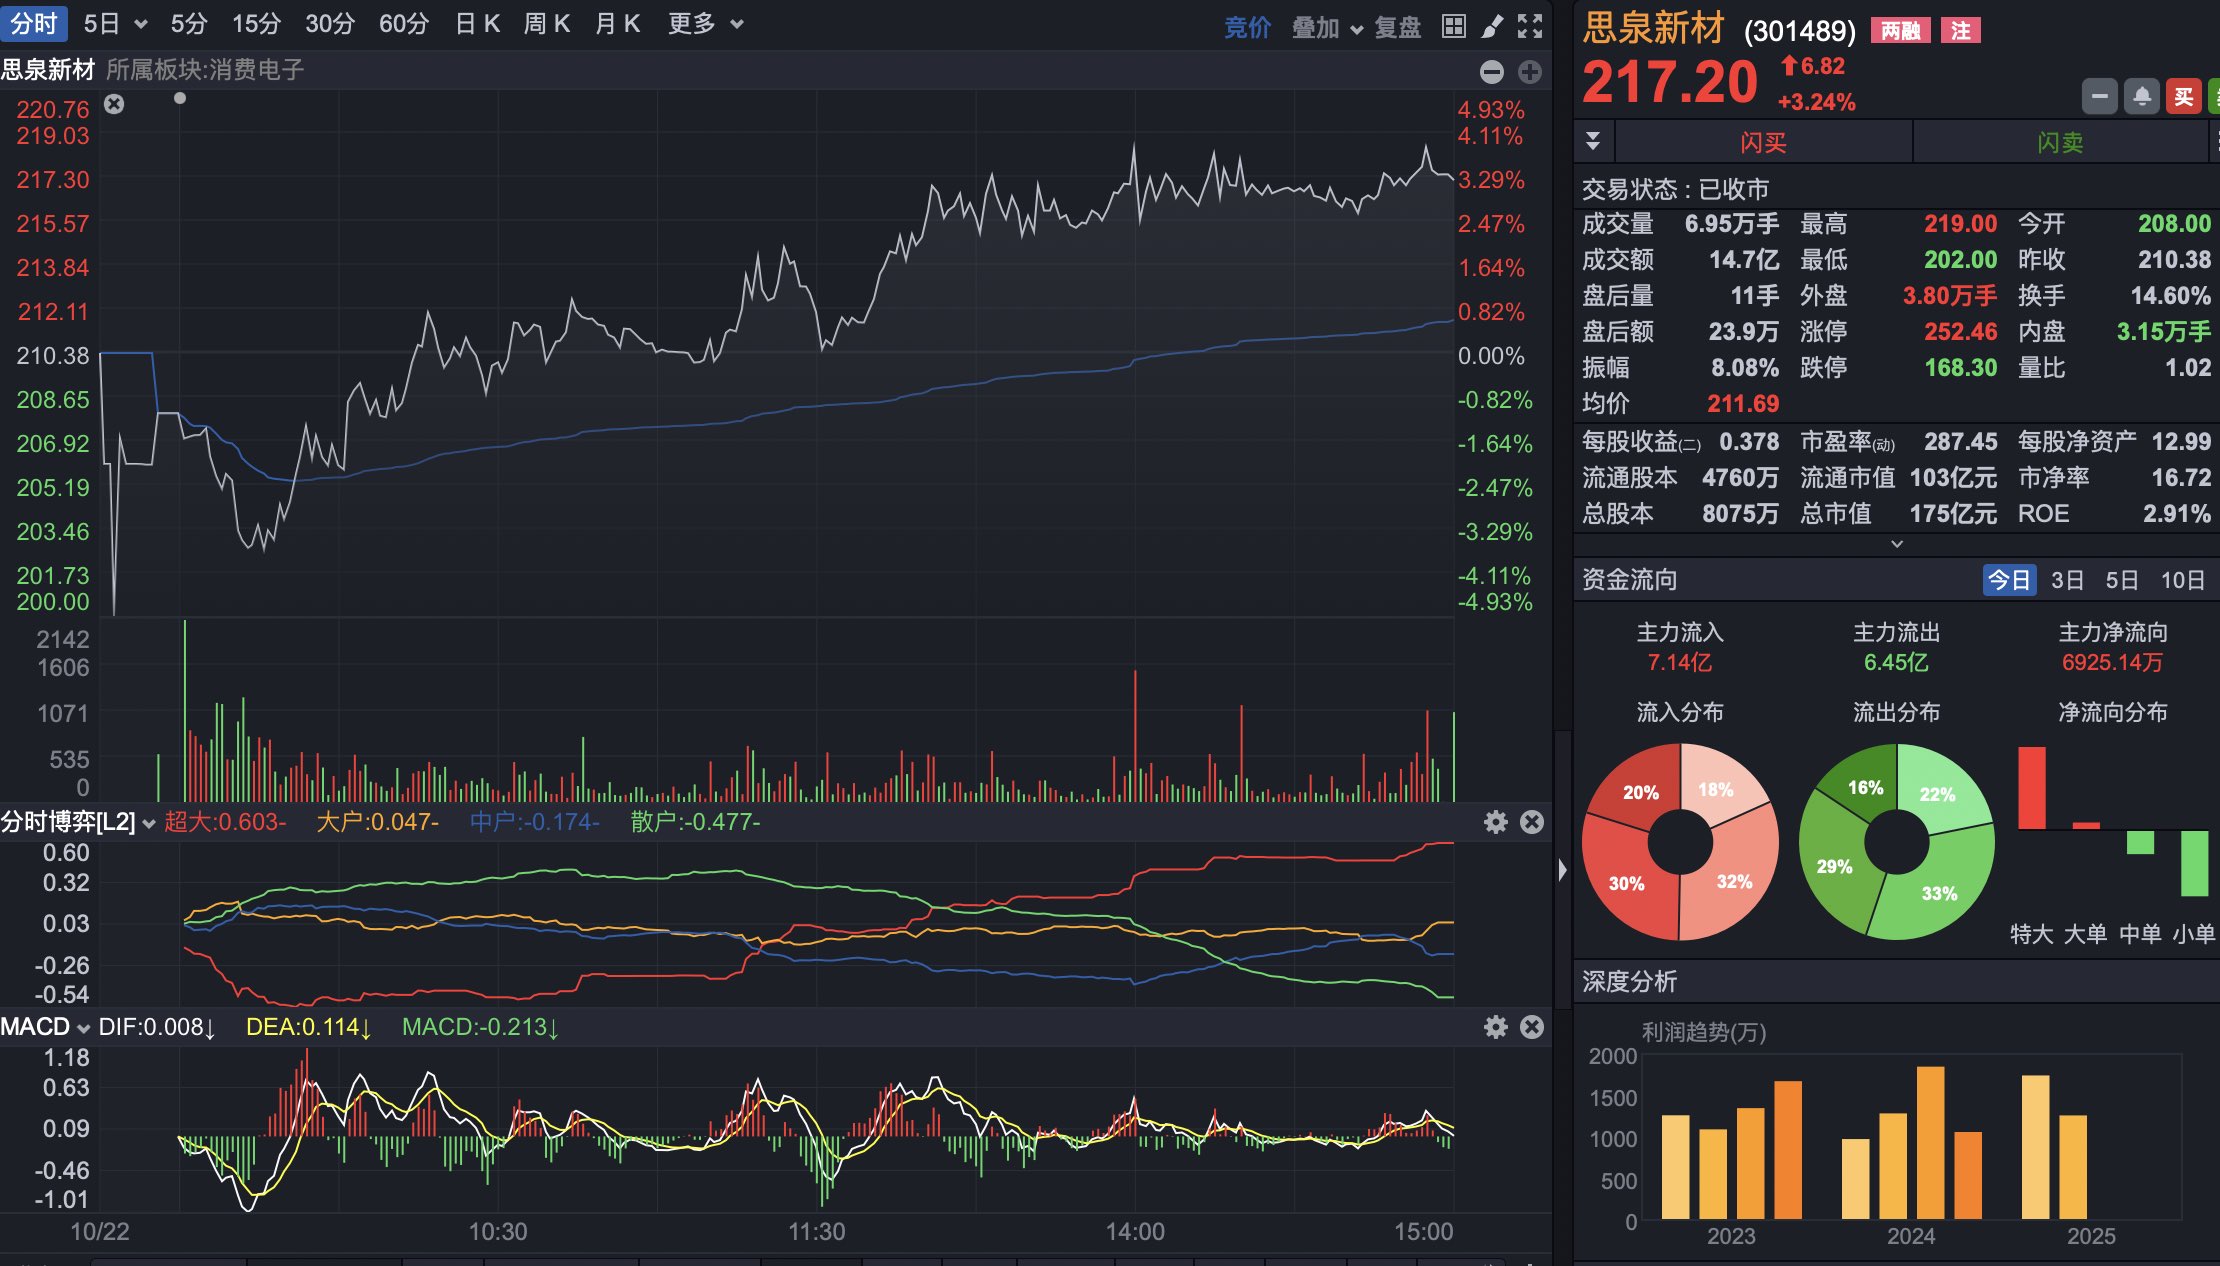 分时 5日 5分 15分 30分 60分 日K 周K 月K 更多 竞价 叠加 复盘
思泉新材 所属板块:消费电子
220.76 4.93%
219.03 4.11%
217.30 3.29%
215.57 2.47%
213.84 1.64%
212.11 0.82%
210.38 0.00%
208.65 -0.82%
206.92 -1.64%
205.19 -2.47%
203.46 -3.29%
201.73 -4.11%
200.00 -4.93%
2142
1606
1071
535
0
分时博弈[L2] 超大:0.603- 大户:0.047- 中户:-0.174- 散户:-0.477-
0.60
0.32
0.03
-0.26
-0.54
MACD DIF:0.008↓ DEA:0.114↓ MACD:-0.213↓
1.18
0.63
0.09
-0.46
-1.01
10/22 10:30 11:30 14:00 15:00
思泉新材 (301489) 两融 注
217.20 ↑6.82
+3.24%
买
闪买 闪卖
交易状态 : 已收市
成交量 6.95万手 最高 219.00 今开 208.00
成交额 14.7亿 最低 202.00 昨收 210.38
盘后量 11手 外盘 3.80万手 换手 14.60%
盘后额 23.9万 涨停 252.46 内盘 3.15万手
振幅 8.08% 跌停 168.30 量比 1.02
均价 211.69
每股收益(二) 0.378 市盈率(动) 287.45 每股净资产 12.99
流通股本 4760万 流通市值 103亿元 市净率 16.72
总股本 8075万 总市值 175亿元 ROE 2.91%
资金流向 今日 3日 5日 10日
主力流入 主力流出 主力净流向
7.14亿 6.45亿 6925.14万
流入分布 流出分布 净流向分布
20% 18% 30% 32%
16% 22% 29% 33%
特大 大单 中单 小单
深度分析
利润趋势(万)
2000
1500
1000
500
0
2023 2024 2025